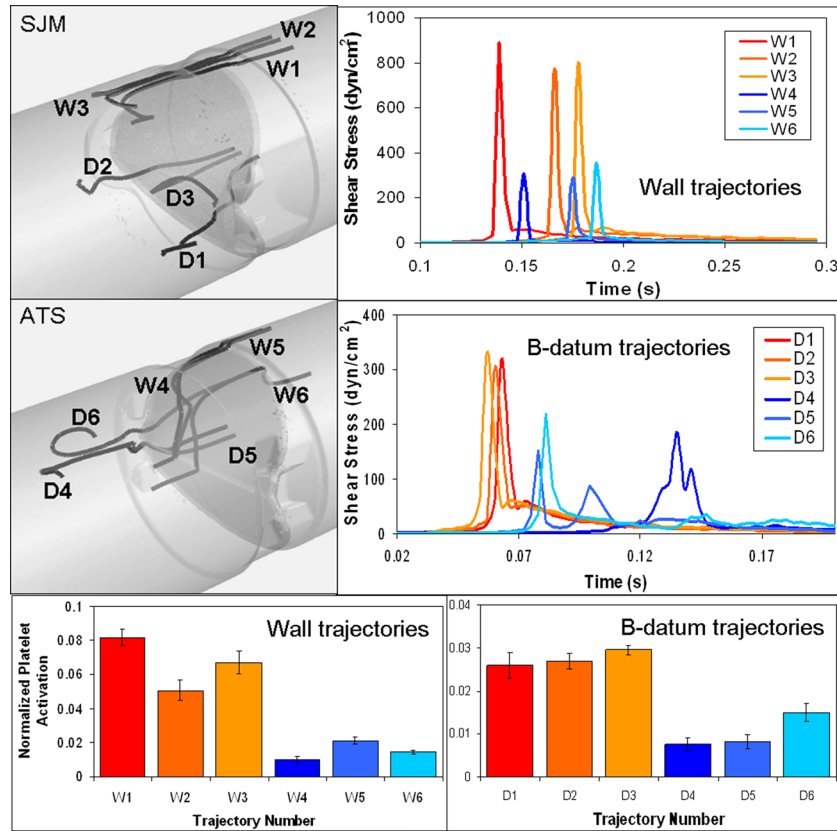 SJM
W2
W1
W3
D2
D3
D1
Shear Stress (dyn/cm²)
1000
800
600
400
200
0
W1
W2
W3
W4
W5
W6
Wall trajectories
0.1
0.15
0.2
0.25
0.3
Time (s)
ATS
W5
W4
W6
D6
D5
D4
Shear Stress (dyn/cm²)
400
300
200
100
0
B-datum trajectories
D1
D2
D3
D4
D5
D6
0.02
0.07
0.12
0.17
Time (s)
Normalized Platelet
Activation
0.1
0.08
0.06
0.04
0.02
0
Wall trajectories
W1
W2
W3
W4
W5
W6
Trajectory Number
0.04
0.03
0.02
0.01
0.00
B-datum trajectories
D1
D2
D3
D4
D5
D6
Trajectory Number